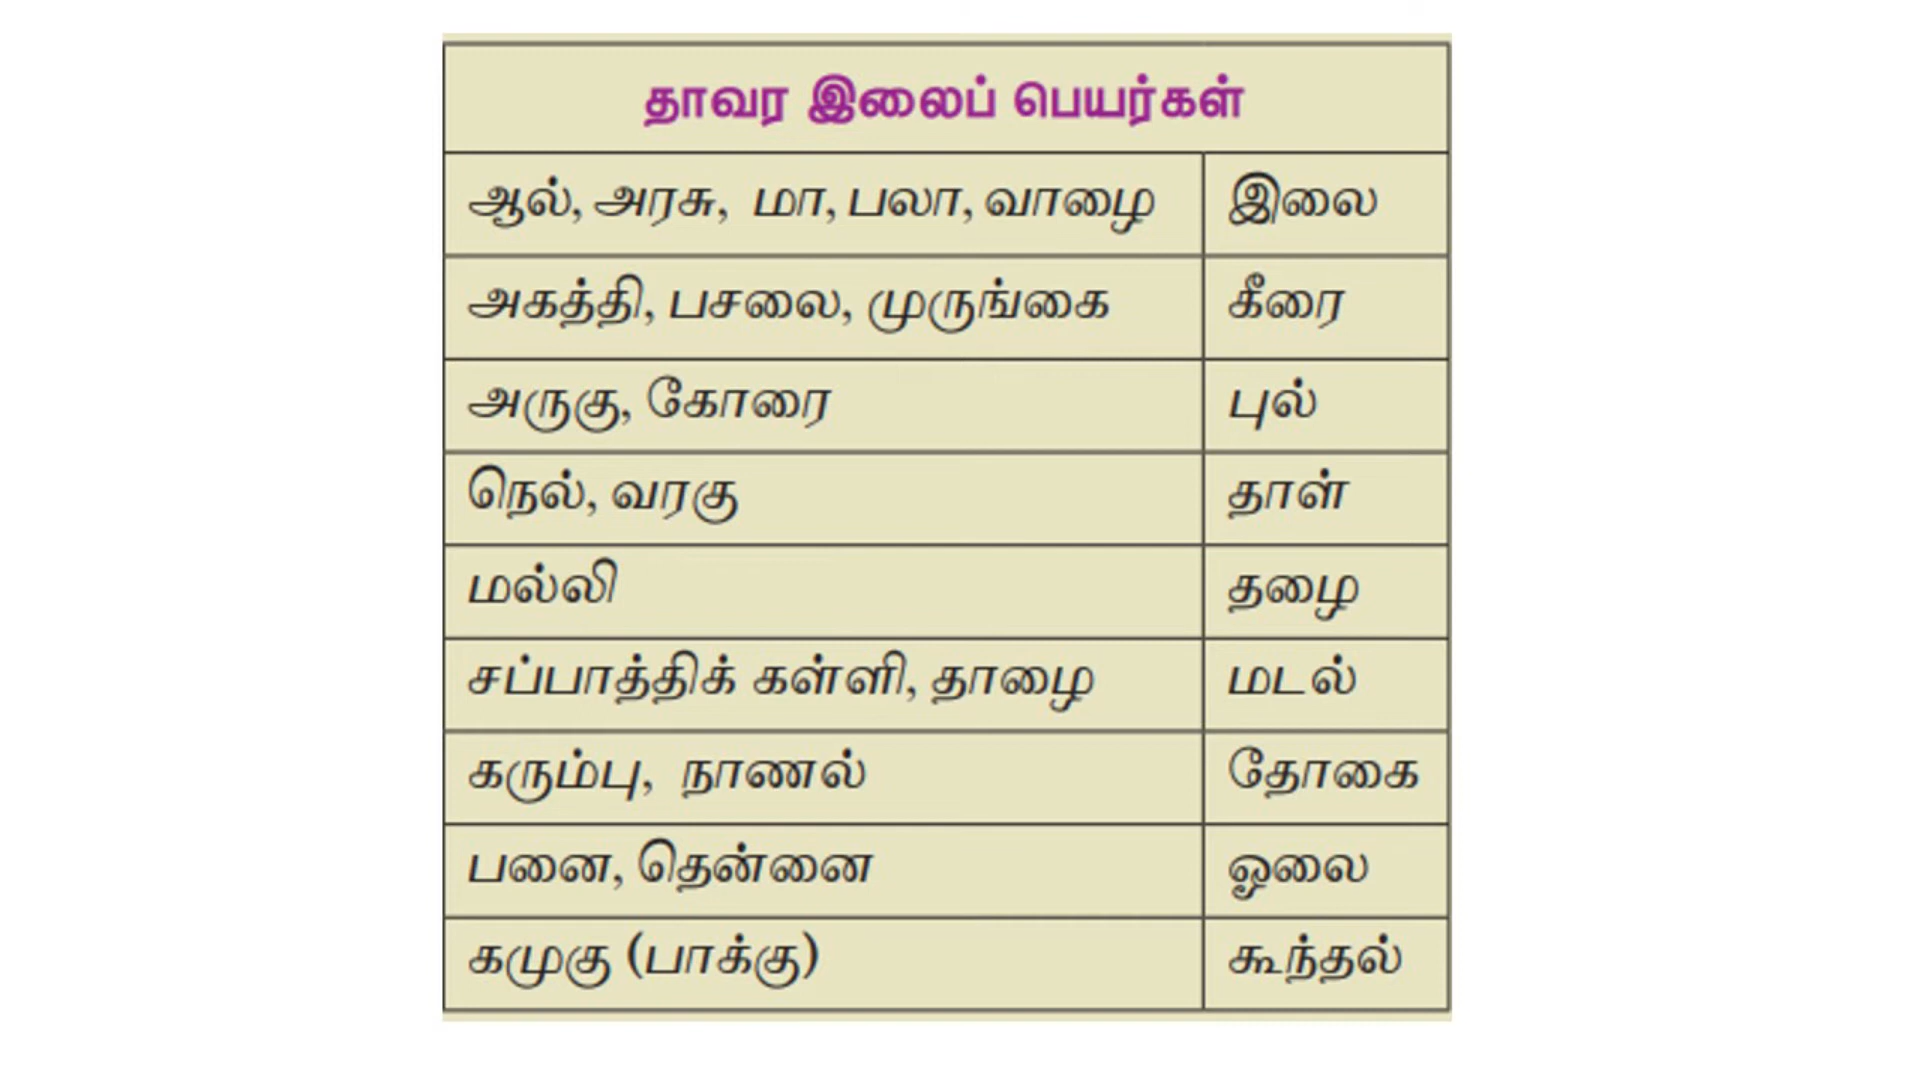 தாவர இலைப் பெயர்கள்
ஆல், அரசு, மா, பலா, வாழை இலை
அகத்தி, பசலை, முருங்கை கீரை
அருகு, கோரை புல்
நெல், வரகு தாள்
மல்லி தழை
சப்பாத்திக் கள்ளி, தாழை மடல்
கரும்பு, நாணல் தோகை
பனை, தென்னை ஓலை
கமுகு (பாக்கு) கூந்தல்